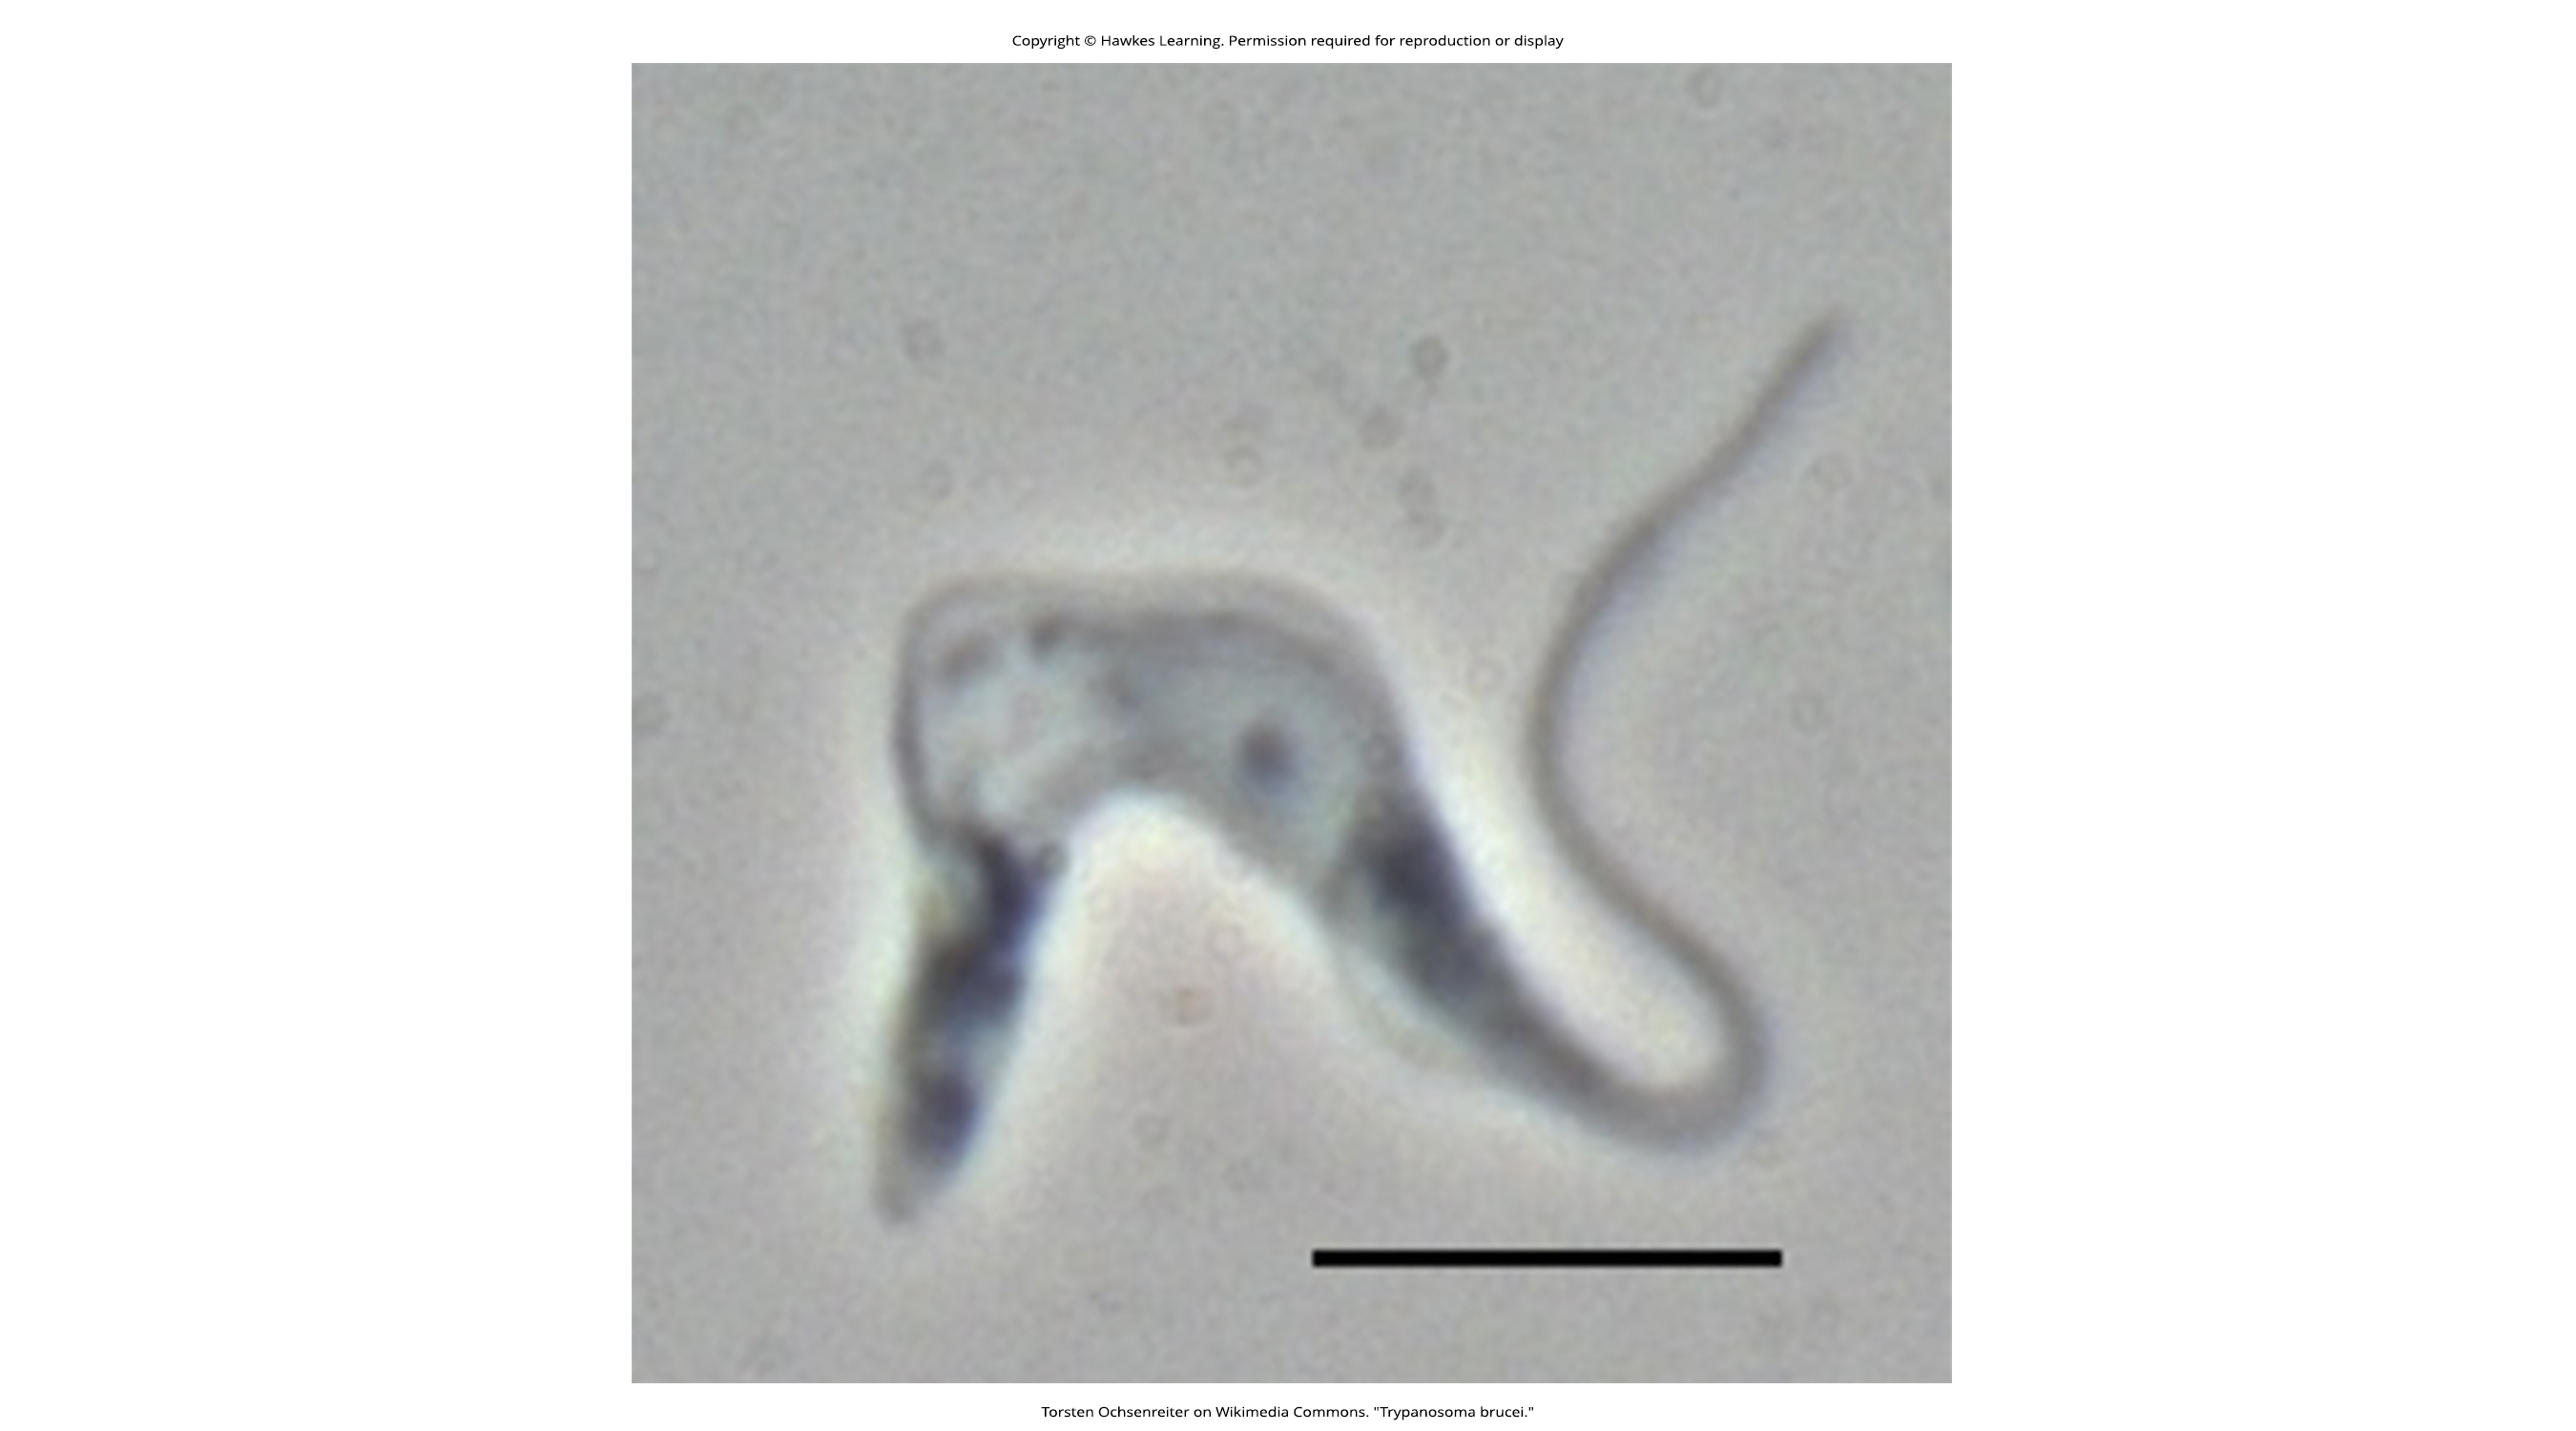 Copyright © Hawkes Learning. Permission required for reproduction or display
Torsten Ochsenreiter on Wikimedia Commons. "Trypanosoma brucei."